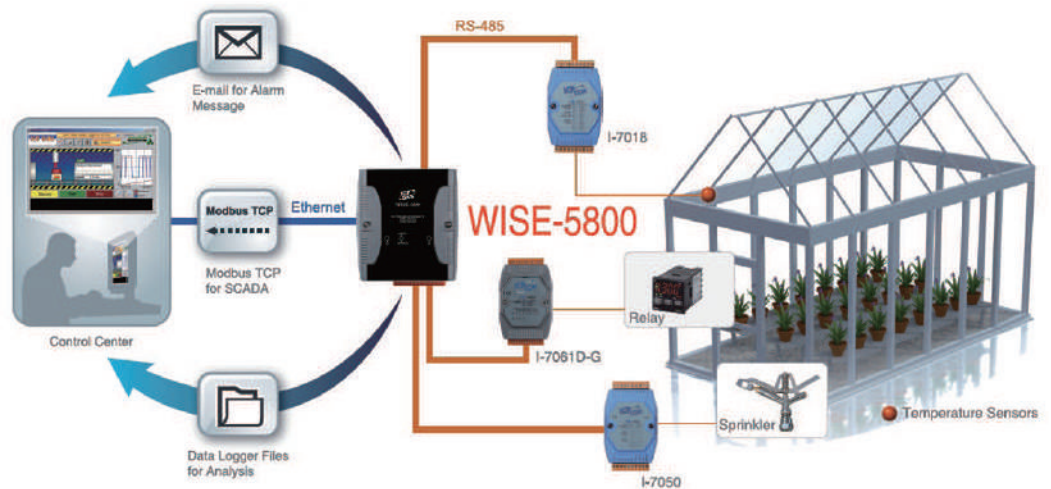 RS-485
E-mail for Alarm
Message
I-7018
Modbus TCP
Ethernet
WISE-5800
Modbus TCP
for SCADA
Relay
Control Center
I-7061D-G
Sprinkler
Temperature Sensors
Data Logger Files
for Analysis
I-7050